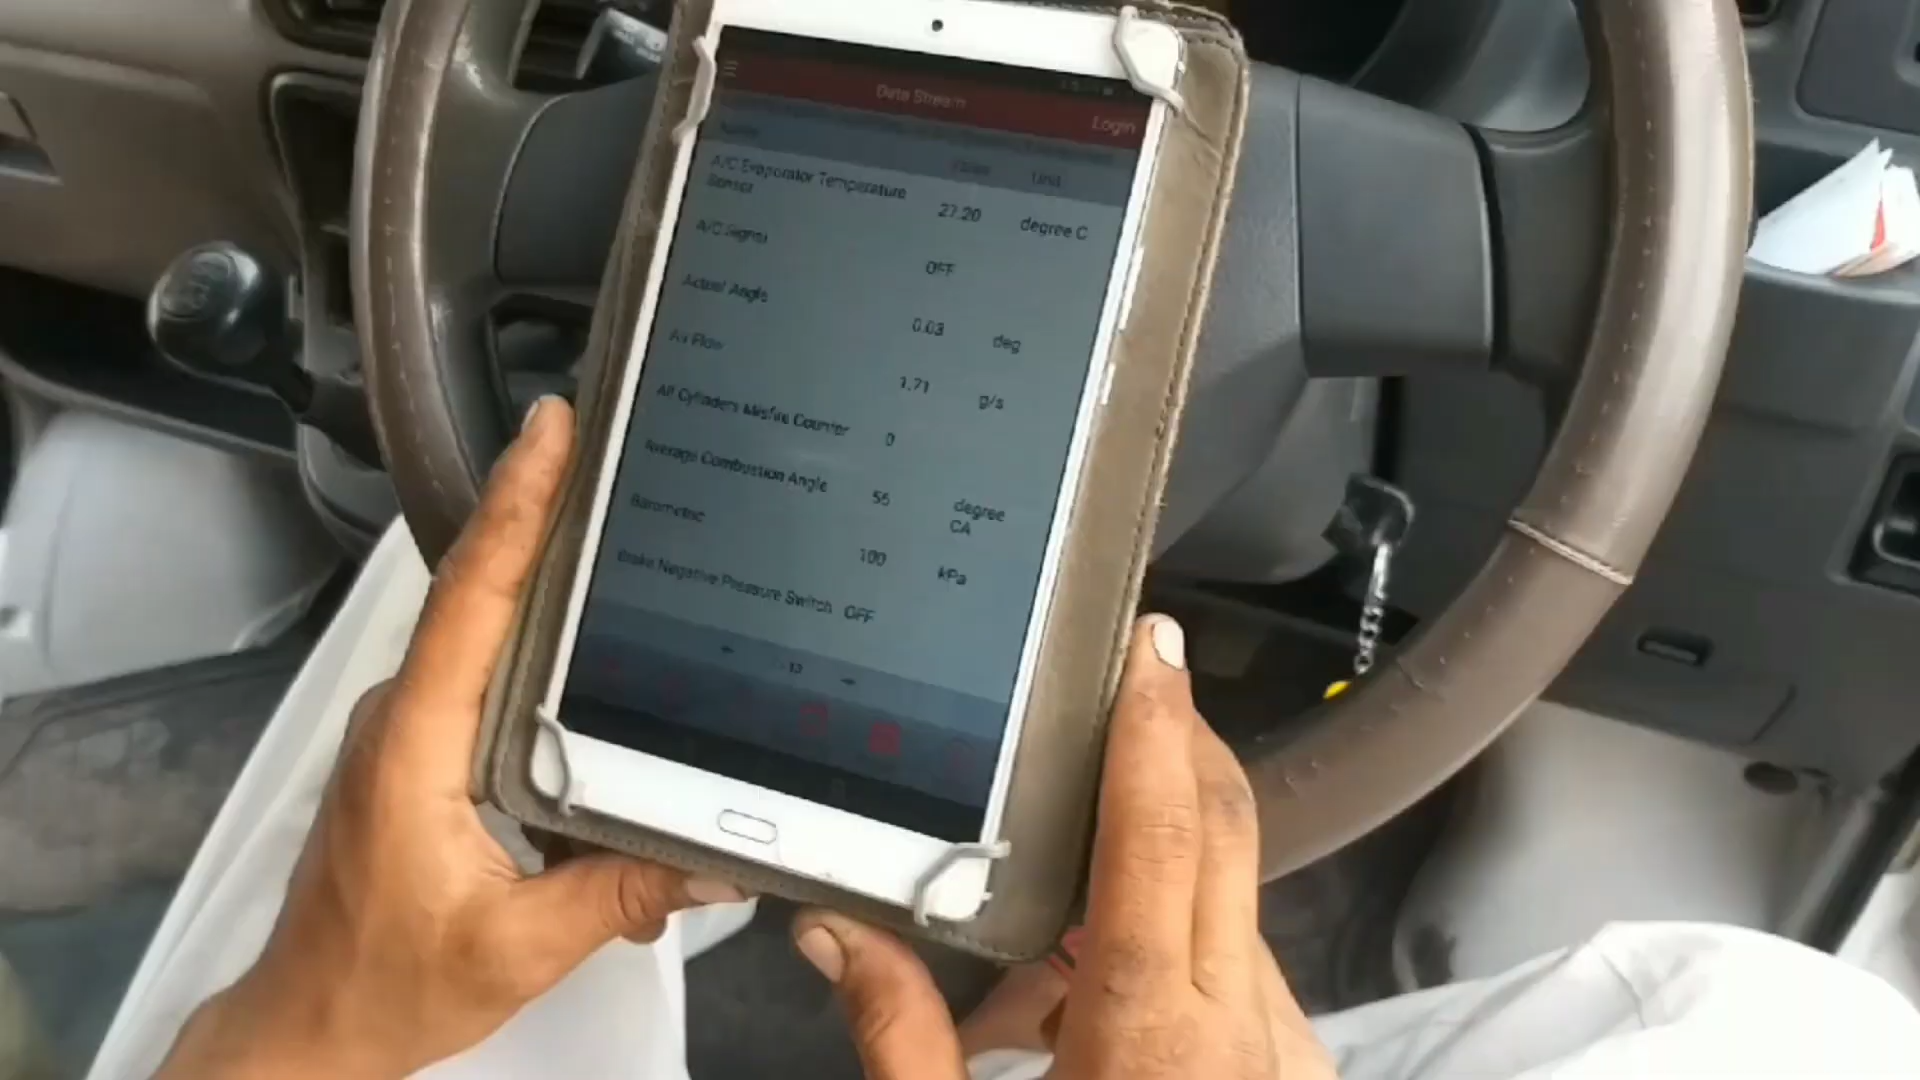 Data Stream
Login
Name Value Unit
A/C Evaporator Temperature Sensor 27.20 degree C
A/C Signal OFF
Actual Angle 0.03 deg
Air Flow 1.71 g/s
All Cylinders Misfire Counter 0
Average Combustion Angle 55 degree CA
Barometric 100 kPa
Brake Negative Pressure Switch OFF